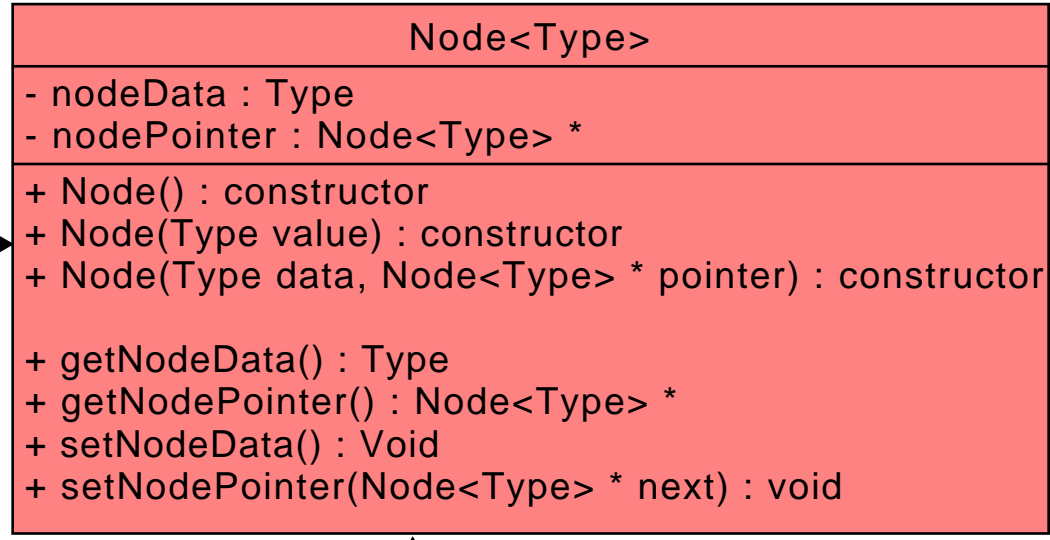 Node<Type>
- nodeData : Type
- nodePointer : Node<Type> *
+ Node() : constructor
+ Node(Type value) : constructor
+ Node(Type data, Node<Type> * pointer) : constructor
+ getNodeData() : Type
+ getNodePointer() : Node<Type> *
+ setNodeData() : Void
+ setNodePointer(Node<Type> * next) : void